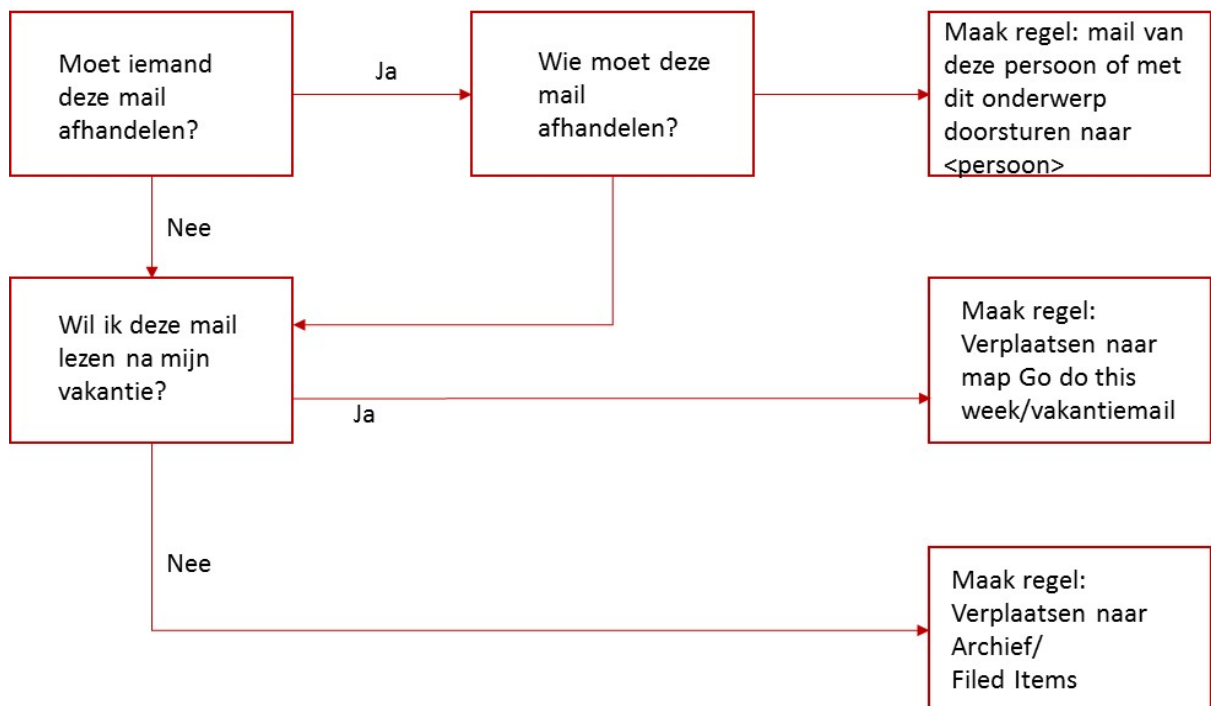 Moet iemand
deze mail
afhandelen?
Ja
Wie moet deze
mail
afhandelen?
Maak regel: mail van
deze persoon of met
dit onderwerp
doorsturen naar
<persoon>
Nee
Wil ik deze mail
lezen na mijn
vakantie?
Ja
Maak regel:
Verplaatsen naar
map Go do this
week/vakantiemail
Nee
Maak regel:
Verplaatsen naar
Archief/
Filed Items